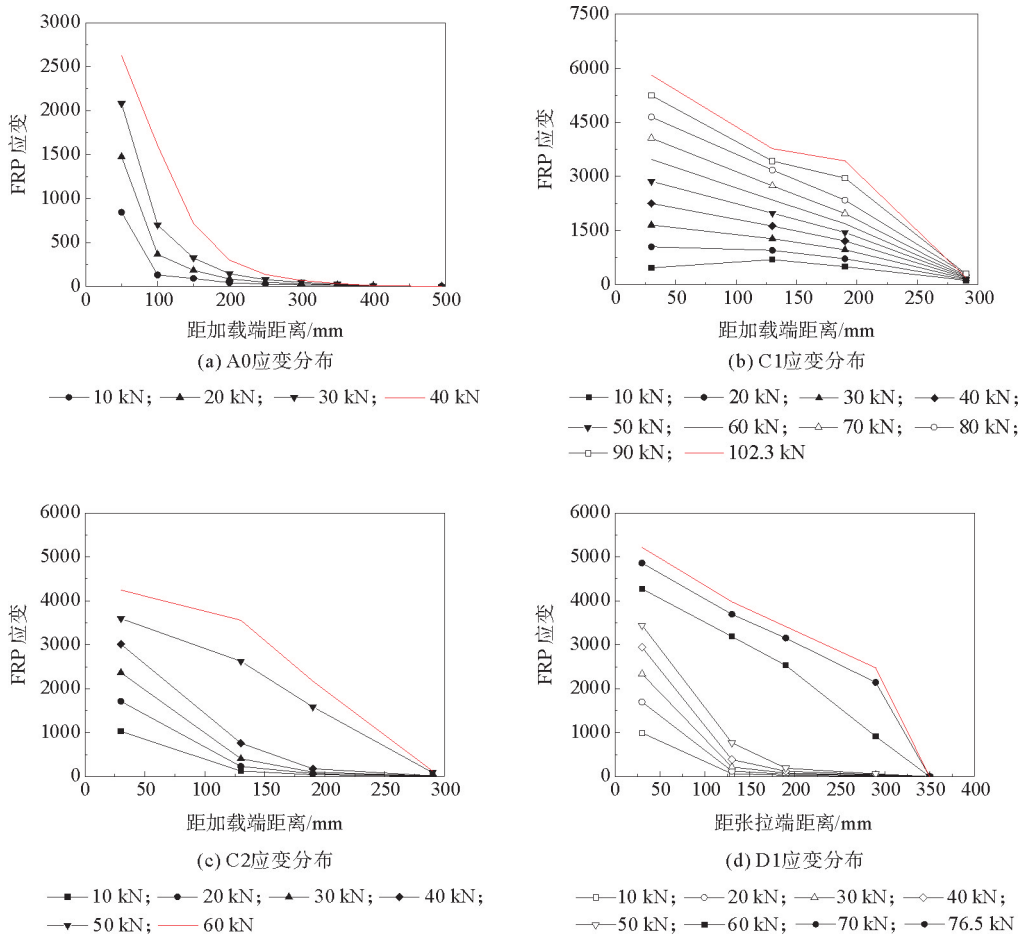 3000
2500
2000
1500
1000
500
0
FRP 应变
0 100 200 300 400 500
距加载端距离/mm
(a) A0应变分布
10 kN; 20 kN; 30 kN; 40 kN
7500
6000
4500
3000
1500
0
FRP 应变
0 50 100 150 200 250 300
距加载端距离/mm
(b) C1应变分布
10 kN; 20 kN; 30 kN; 40 kN;
50 kN; 60 kN; 70 kN; 80 kN;
90 kN; 102.3 kN
6000
5000
4000
3000
2000
1000
0
FRP 应变
0 50 100 150 200 250 300
距加载端距离/mm
(c) C2应变分布
10 kN; 20 kN; 30 kN; 40 kN;
50 kN; 60 kN
6000
5000
4000
3000
2000
1000
0
FRP 应变
0 50 100 150 200 250 300 350 400
距张拉端距离/mm
(d) D1应变分布
10 kN; 20 kN; 30 kN; 40 kN;
50 kN; 60 kN; 70 kN; 76.5 kN